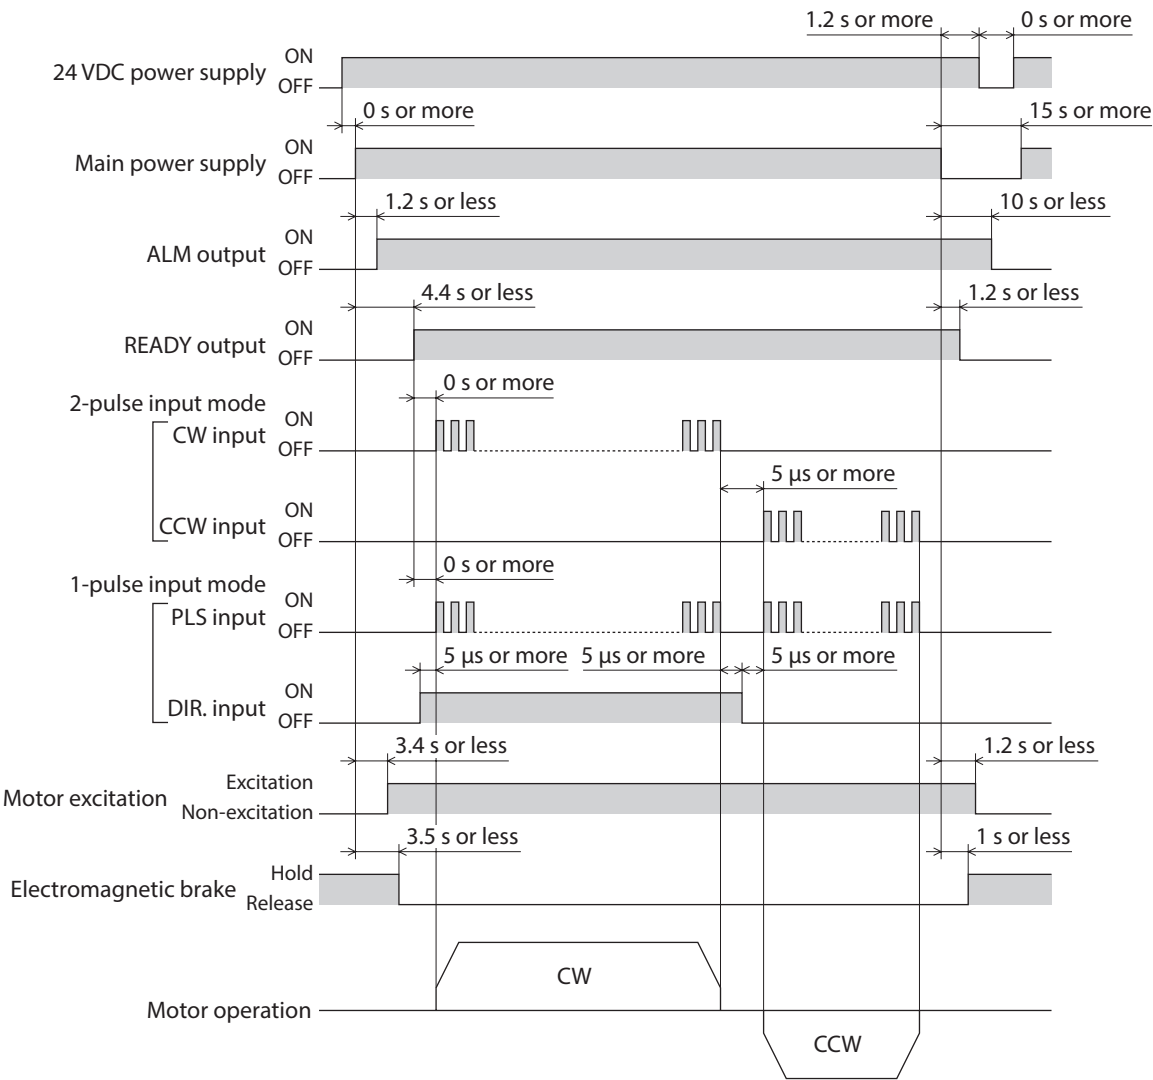 1.2 s or more 0 s or more
24 VDC power supply ON
OFF
0 s or more 15 s or more
Main power supply ON
OFF
1.2 s or less 10 s or less
ALM output ON
OFF
4.4 s or less 1.2 s or less
READY output ON
OFF
0 s or more
2-pulse input mode
CW input ON
OFF
5 µs or more
CCW input ON
OFF
0 s or more
1-pulse input mode
PLS input ON
OFF
5 µs or more 5 µs or more 5 µs or more
DIR. input ON
OFF
3.4 s or less 1.2 s or less
Motor excitation Excitation
Non-excitation
3.5 s or less 1 s or less
Electromagnetic brake Hold
Release
CW
Motor operation
CCW